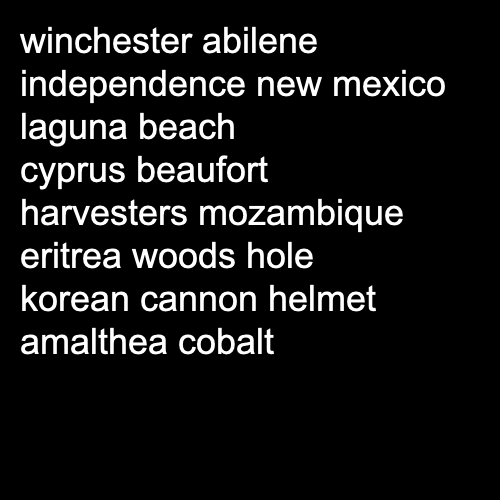 winchester abilene
independence new mexico
laguna beach
cyprus beaufort
harvesters mozambique
eritrea woods hole
korean cannon helmet
amalthea cobalt